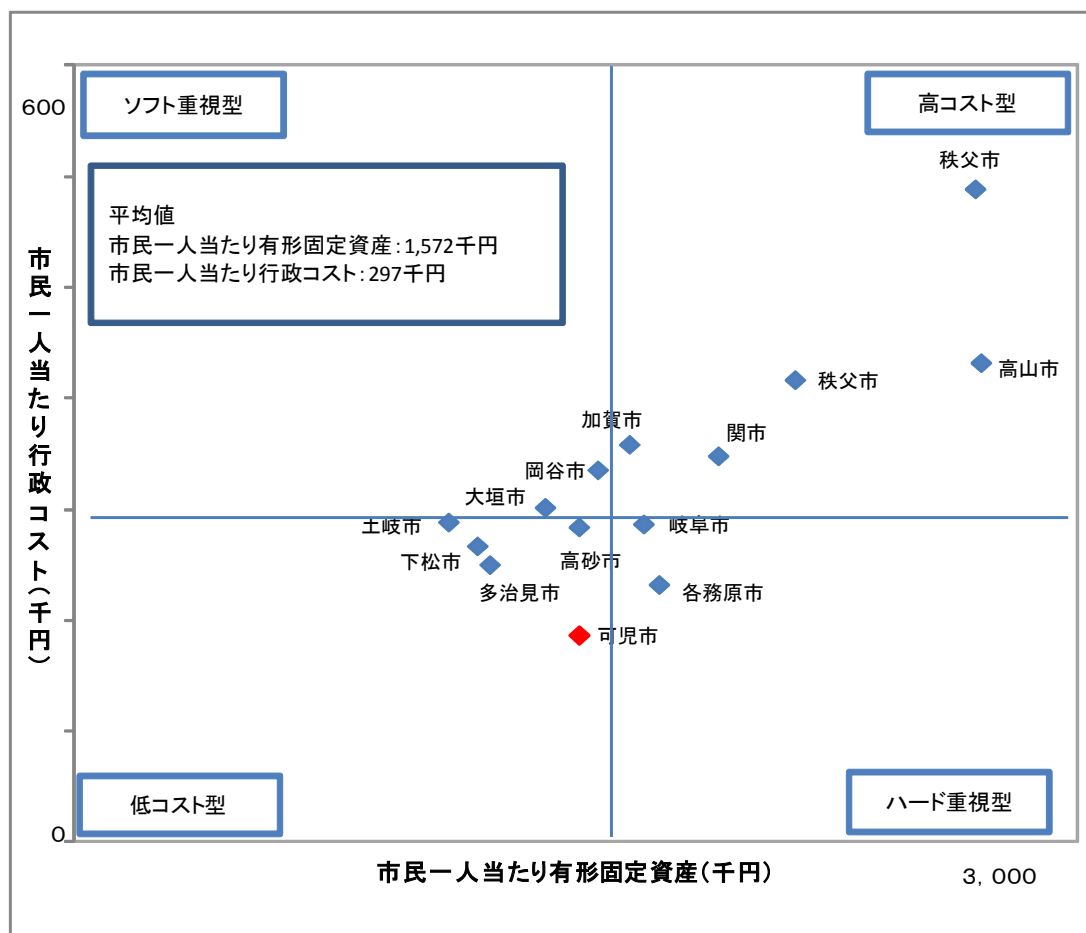 ソフト重視型
高コスト型
600
秩父市
平均値
市民一人当たり有形固定資産：1,572千円
市民一人当たり行政コスト：297千円
市民一人当たり行政コスト（千円）
高山市
秩父市
加賀市
関市
岡谷市
大垣市
土岐市
岐阜市
下松市
高砂市
多治見市
各務原市
可児市
低コスト型
ハード重視型
0
市民一人当たり有形固定資産（千円）
3，000